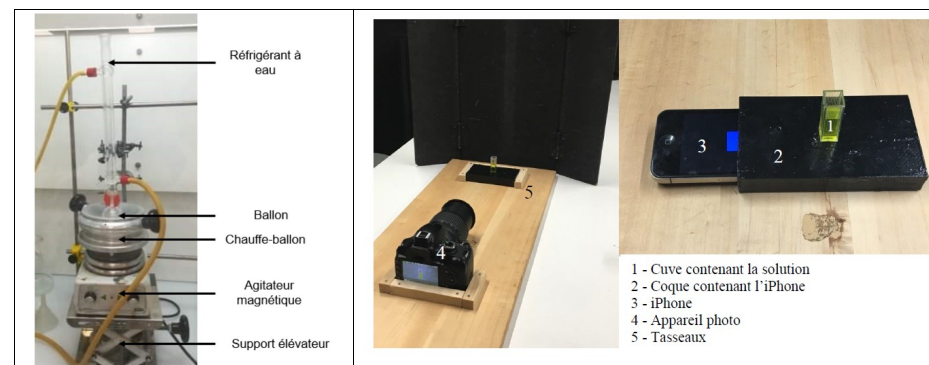 Réfrigérant à
eau
Ballon
Chauffe-ballon
Agitateur
magnétique
Support élévateur
4
5
3
2
1
1 - Cuve contenant la solution
2 - Coque contenant l'iPhone
3 - iPhone
4 - Appareil photo
5 - Tasseaux